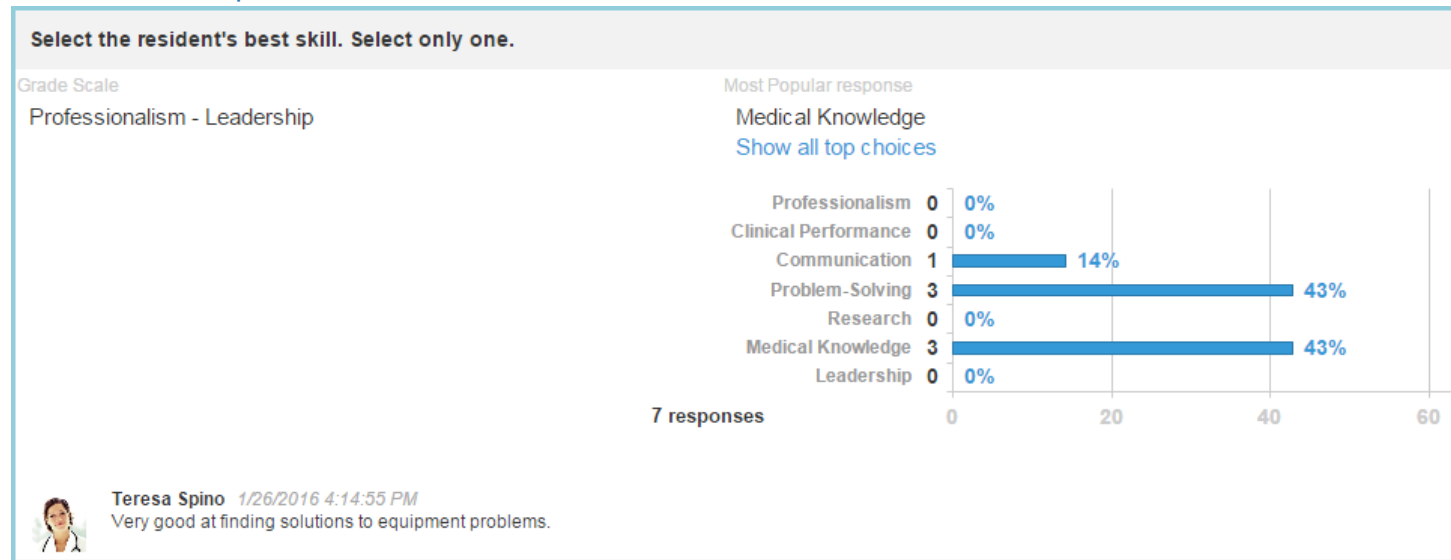 Select the resident's best skill. Select only one.
Grade Scale
Most Popular response
Professionalism - Leadership
Medical Knowledge
Show all top choices
Professionalism 0 0%
Clinical Performance 0 0%
Communication 1 14%
Problem-Solving 3 43%
Research 0 0%
Medical Knowledge 3 43%
Leadership 0 0%
7 responses
0 20 40 60
Teresa Spino 1/26/2016 4:14:55 PM
Very good at finding solutions to equipment problems.